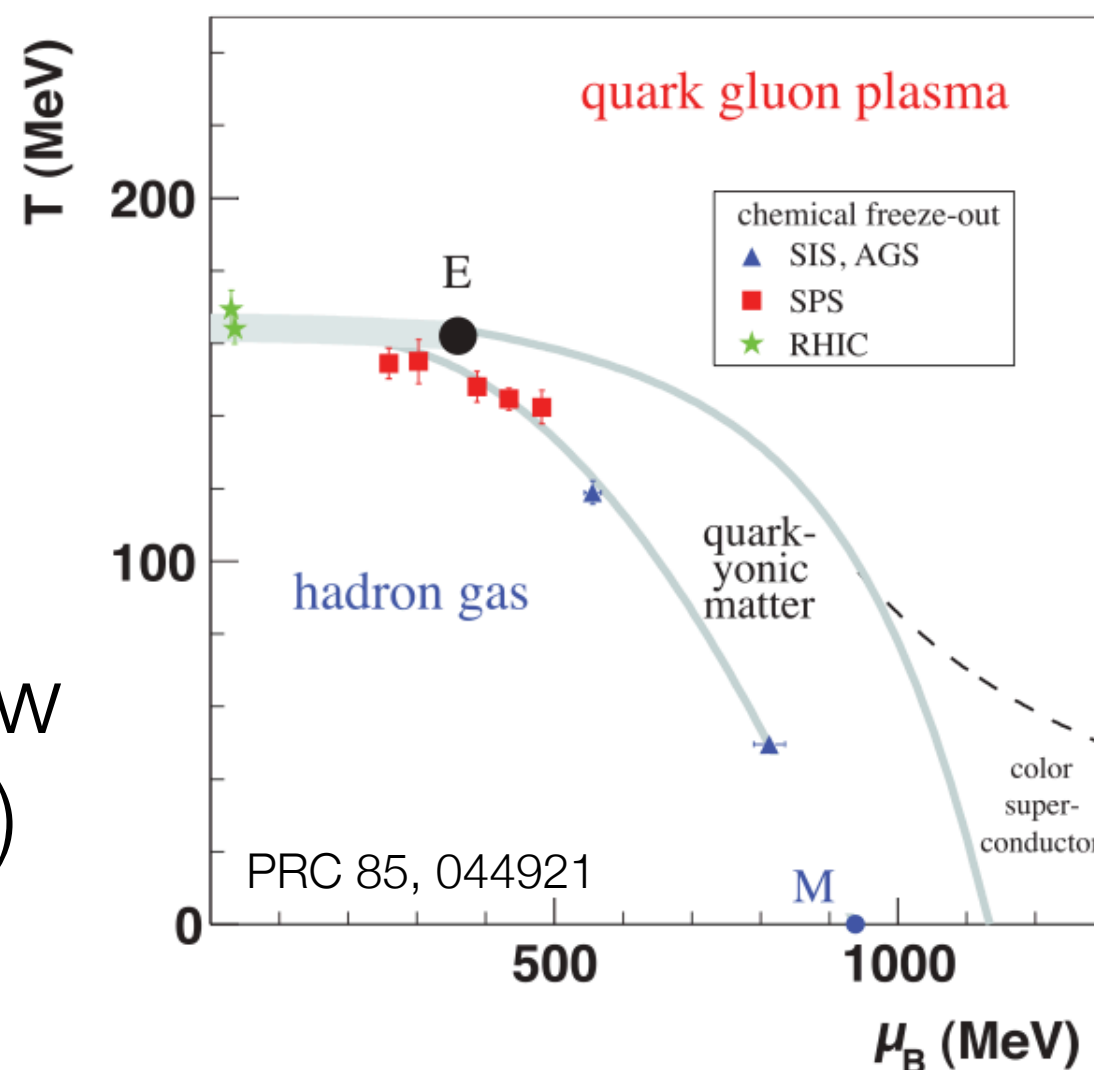 T (MeV)
quark gluon plasma
200
chemical freeze-out
SIS, AGS
SPS
RHIC
E
quark-
yonic
matter
100
hadron gas
w
)
color
super-
conductor
PRC 85, 044921
M
0
500
1000
μB (MeV)